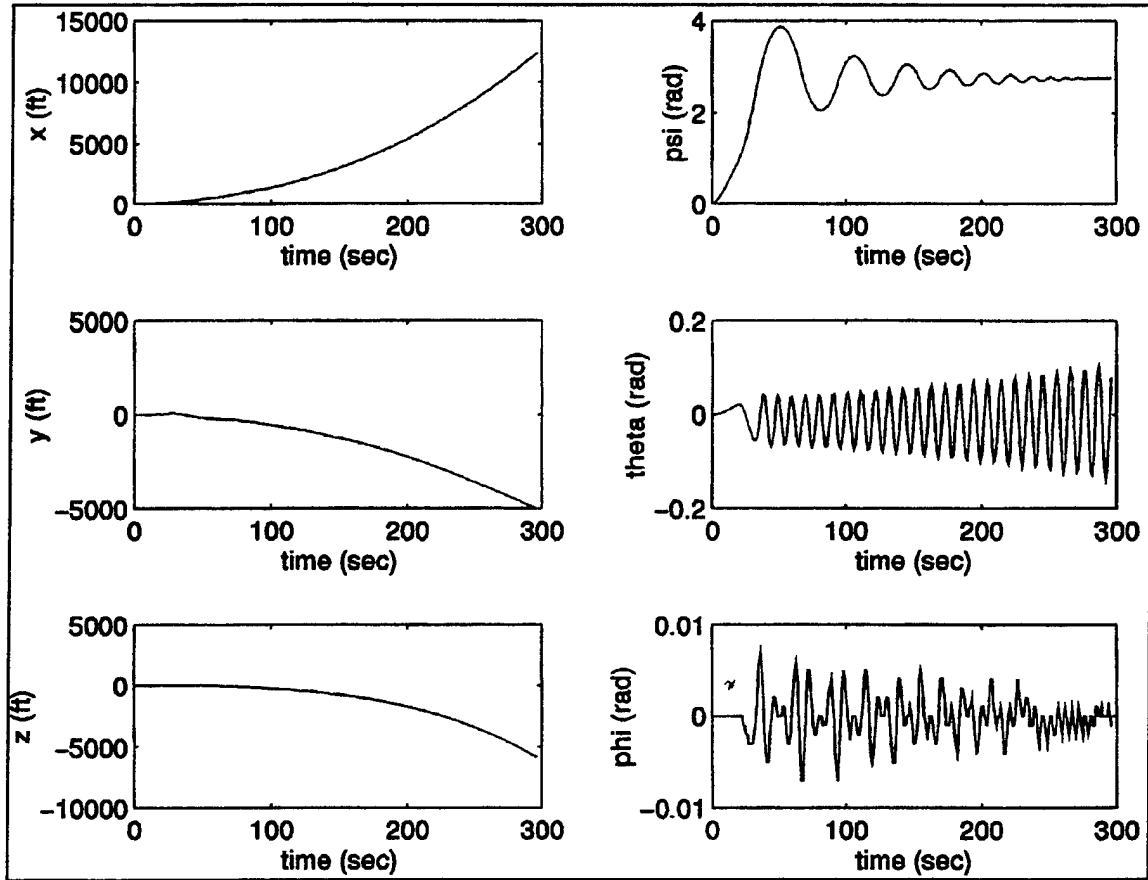 15000
10000
5000
0
x (ft)
0 100 200 300
time (sec)
4
2
0
psi (rad)
0 100 200 300
time (sec)
5000
0
-5000
y (ft)
0 100 200 300
time (sec)
0.2
0
-0.2
theta (rad)
0 100 200 300
time (sec)
5000
0
-5000
-10000
z (ft)
0 100 200 300
time (sec)
0.01
0
-0.01
phi (rad)
0 100 200 300
time (sec)